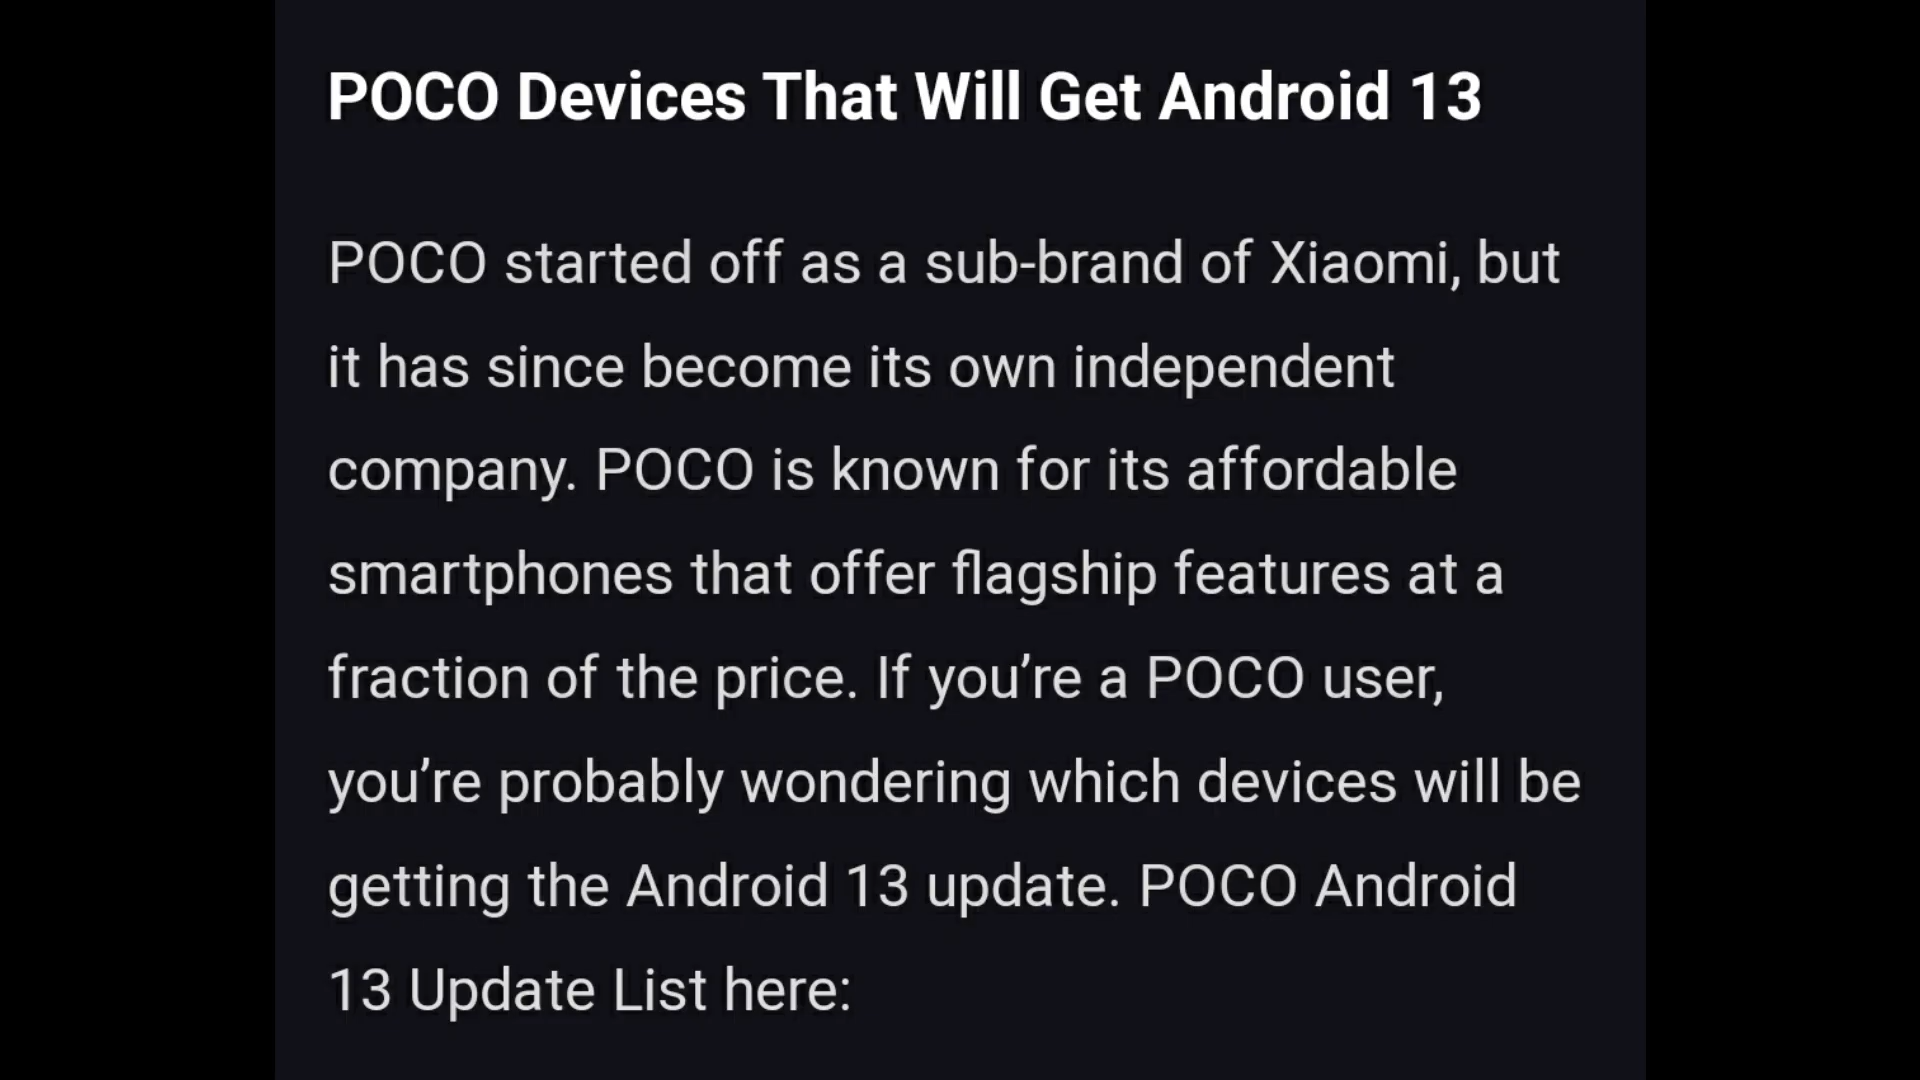 POCO Devices That Will Get Android 13
POCO started off as a sub-brand of Xiaomi, but
it has since become its own independent
company. POCO is known for its affordable
smartphones that offer flagship features at a
fraction of the price. If you’re a POCO user,
you’re probably wondering which devices will be
getting the Android 13 update. POCO Android
13 Update List here: